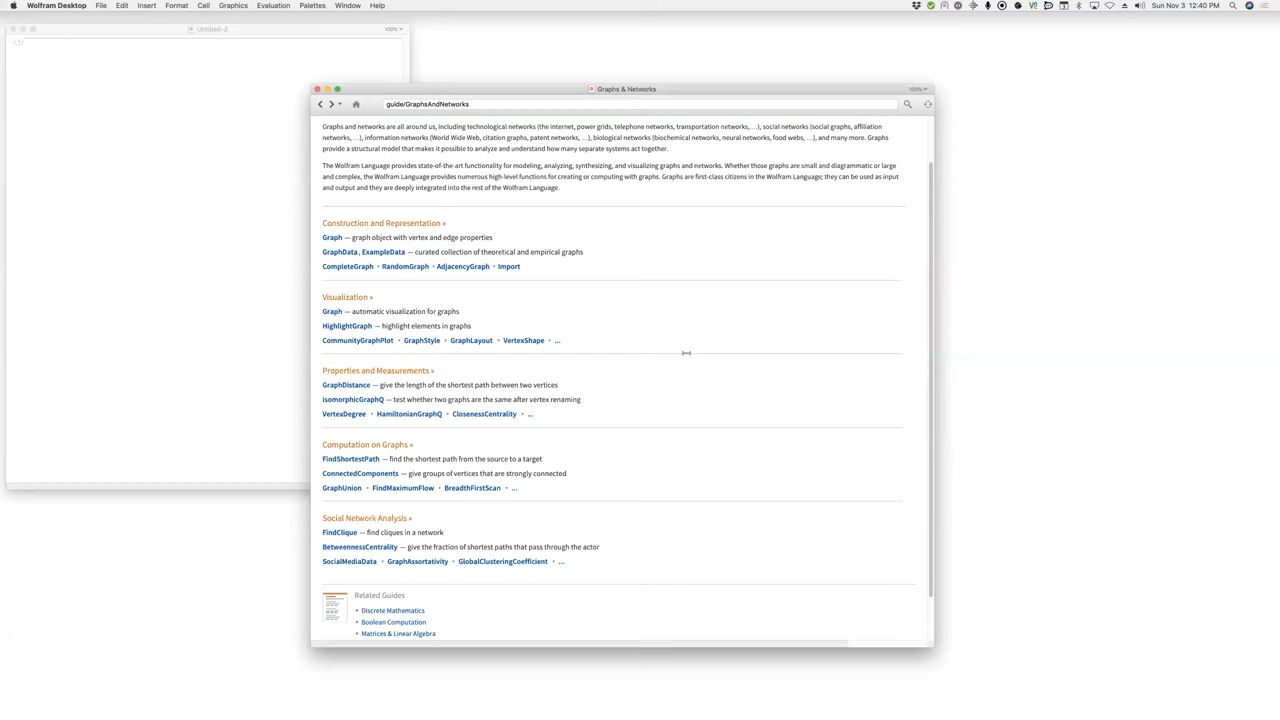 Wolfram Desktop File Edit Insert Format Cell Graphics Evaluation Palettes Window Help Sun Nov 3 12:40 PM
Untitled-2 100%
Graphs & Networks 100%
guide/GraphsAndNetworks
Graphs and networks are all around us, including technological networks (the internet, power grids, telephone networks, transportation networks, …), social networks (social graphs, affiliation
networks, …), information networks (World Wide Web, citation graphs, patent networks, …), biological networks (biochemical networks, neural networks, food webs, …), and many more. Graphs
provide a structural model that makes it possible to analyze and understand how many separate systems act together.
The Wolfram Language provides state-of-the-art functionality for modeling, analyzing, synthesizing, and visualizing graphs and networks. Whether those graphs are small and diagrammatic or large
and complex, the Wolfram Language provides numerous high-level functions for creating or computing with graphs. Graphs are first-class citizens in the Wolfram Language; they can be used as input
and output and they are deeply integrated into the rest of the Wolfram Language.
Construction and Representation »
Graph — graph object with vertex and edge properties
GraphData, ExampleData — curated collection of theoretical and empirical graphs
CompleteGraph ▪ RandomGraph ▪ AdjacencyGraph ▪ Import
Visualization »
Graph — automatic visualization for graphs
HighlightGraph — highlight elements in graphs
CommunityGraphPlot ▪ GraphStyle ▪ GraphLayout ▪ VertexShape ▪ ...
Properties and Measurements »
GraphDistance — give the length of the shortest path between two vertices
IsomorphicGraphQ — test whether two graphs are the same after vertex renaming
VertexDegree ▪ HamiltonianGraphQ ▪ ClosenessCentrality ▪ ...
Computation on Graphs »
FindShortestPath — find the shortest path from the source to a target
ConnectedComponents — give groups of vertices that are strongly connected
GraphUnion ▪ FindMaximumFlow ▪ BreadthFirstScan ▪ ...
Social Network Analysis »
FindClique — find cliques in a network
BetweennessCentrality — give the fraction of shortest paths that pass through the actor
SocialMediaData ▪ GraphAssortativity ▪ GlobalClusteringCoefficient ▪ ...
Related Guides
▪ Discrete Mathematics
▪ Boolean Computation
▪ Matrices & Linear Algebra